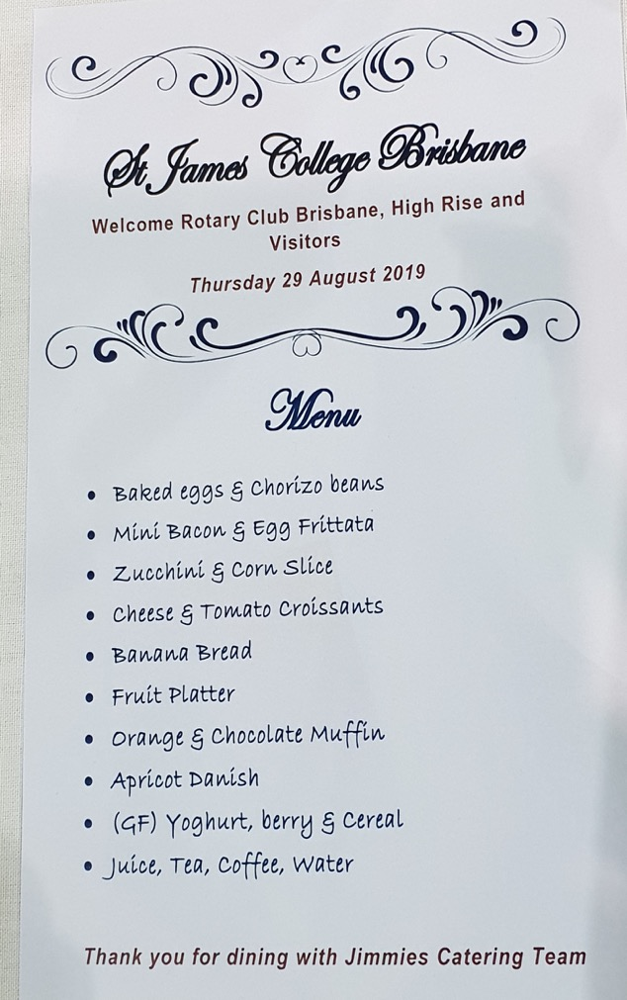 St James College Brisbane
Welcome Rotary Club Brisbane, High Rise and
Visitors
Thursday 29 August 2019
Menu
• Baked eggs & Chorizo beans
• Mini Bacon & Egg Frittata
• Zucchini & Corn Slice
• Cheese & Tomato Croissants
• Banana Bread
• Fruit Platter
• Orange & Chocolate Muffin
• Apricot Danish
• (GF) Yoghurt, berry & Cereal
• Juice, Tea, Coffee, Water
Thank you for dining with Jimmies Catering Team